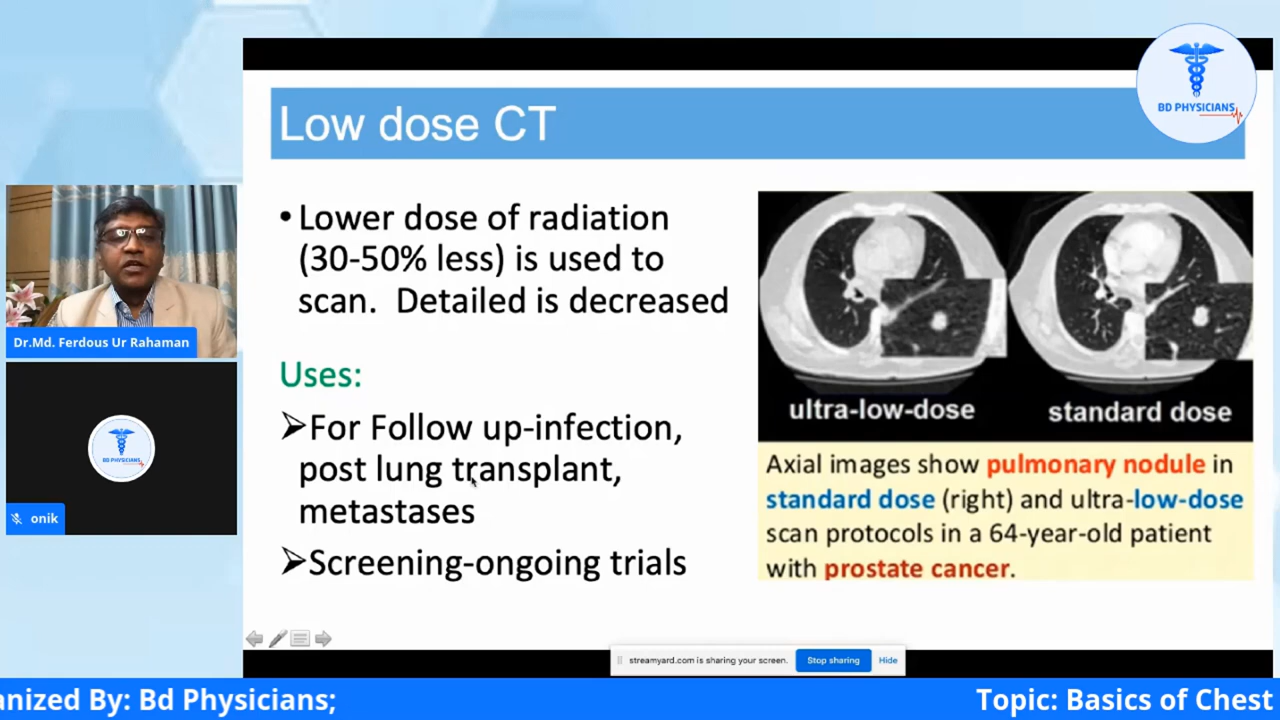 BD PHYSICIANS
Low dose CT
• Lower dose of radiation
(30-50% less) is used to
scan. Detailed is decreased
Uses:
➢For Follow up-infection,
post lung transplant,
metastases
➢Screening-ongoing trials
ultra-low-dose
standard dose
Axial images show pulmonary nodule in
standard dose (right) and ultra-low-dose
scan protocols in a 64-year-old patient
with prostate cancer.
Dr.Md. Ferdous Ur Rahaman
BD PHYSICIANS
onik
streamyard.com is sharing your screen.
Stop sharing
Hide
anized By: Bd Physicians;
Topic: Basics of Chest